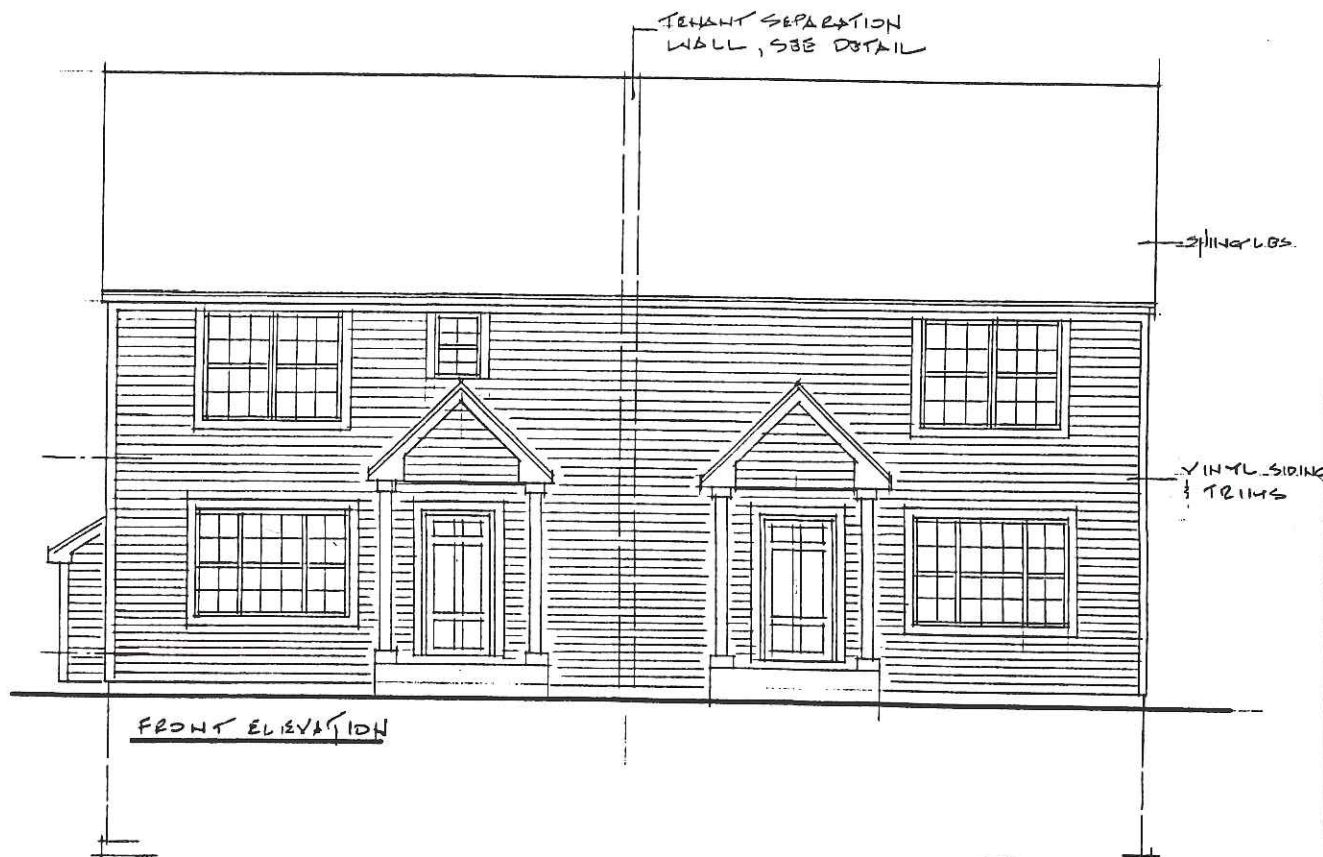 TENANT SEPARATION
WALL, SEE DETAIL
SHINGLES.
VINYL SIDING
& TRIMS
FRONT ELEVATION